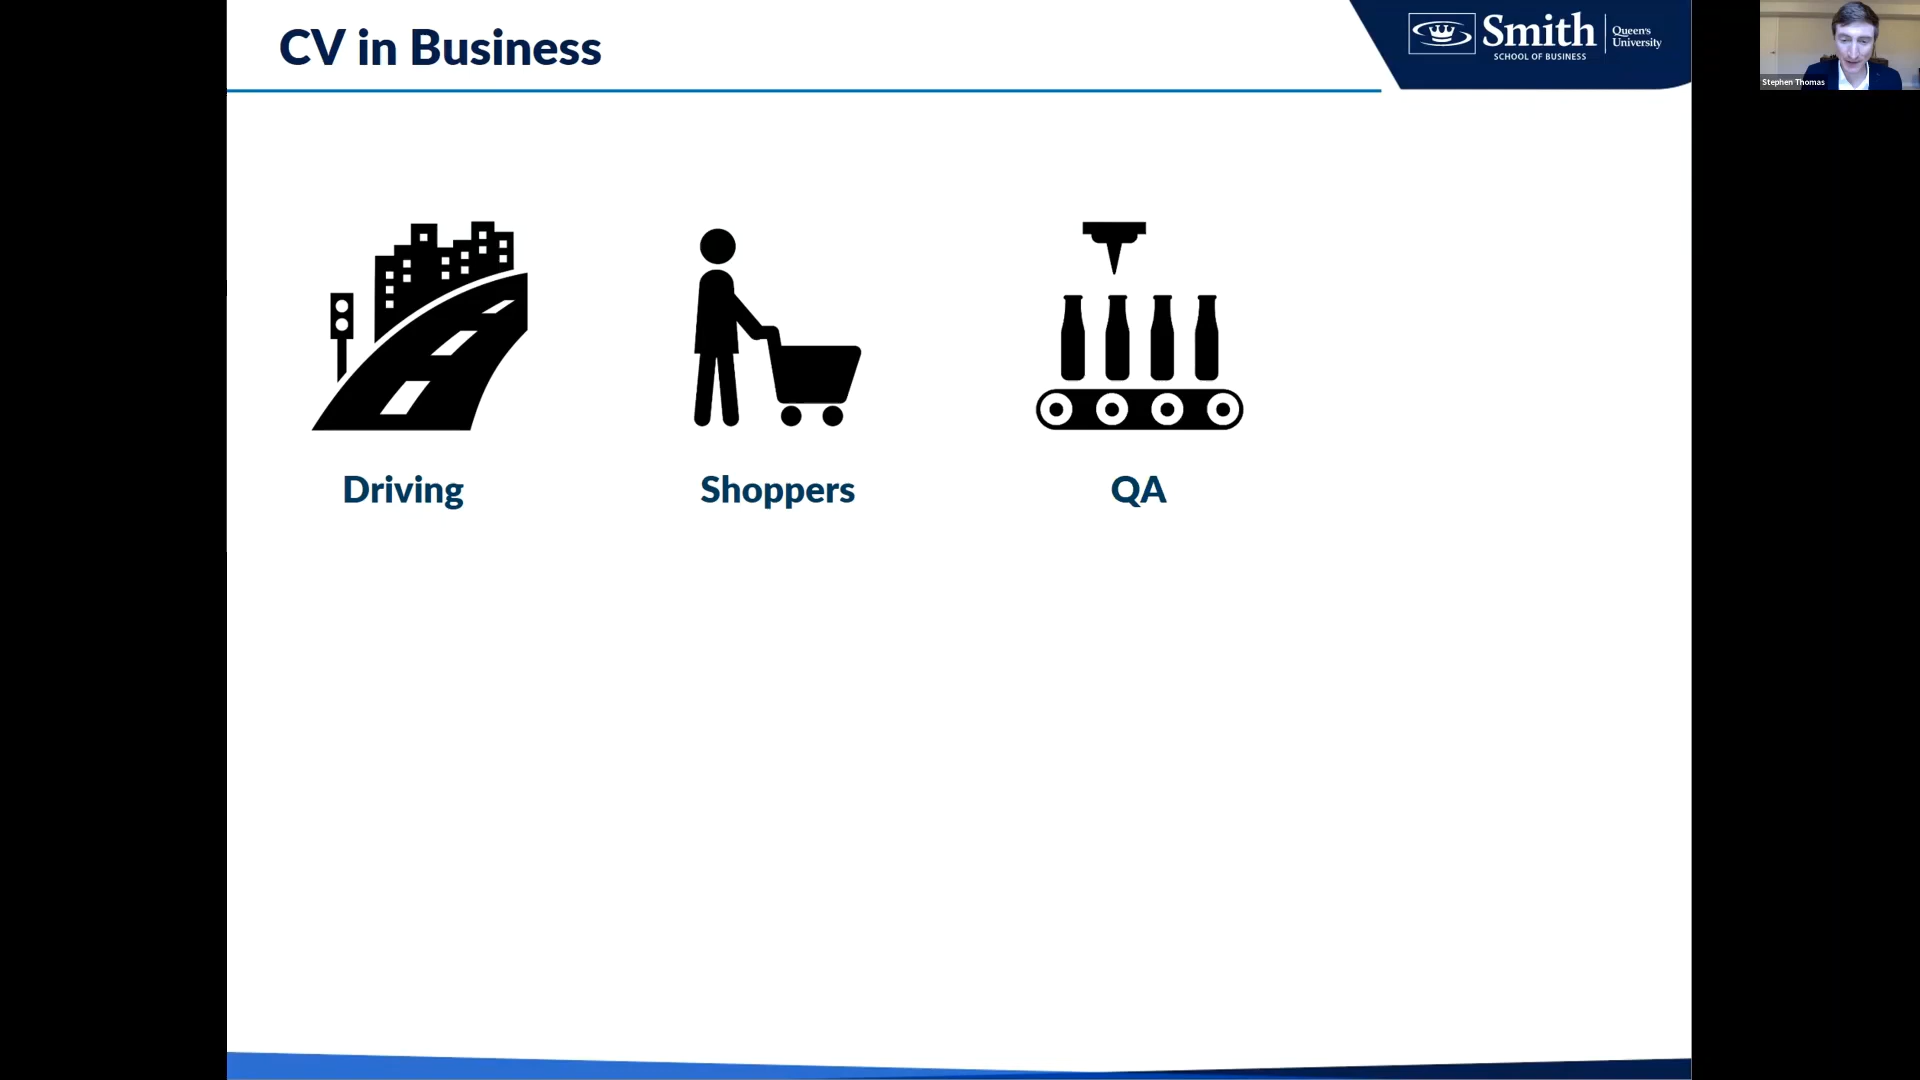 CV in Business
Smith
SCHOOL OF BUSINESS
Queen's
University
Stephen Thomas
Driving
Shoppers
QA